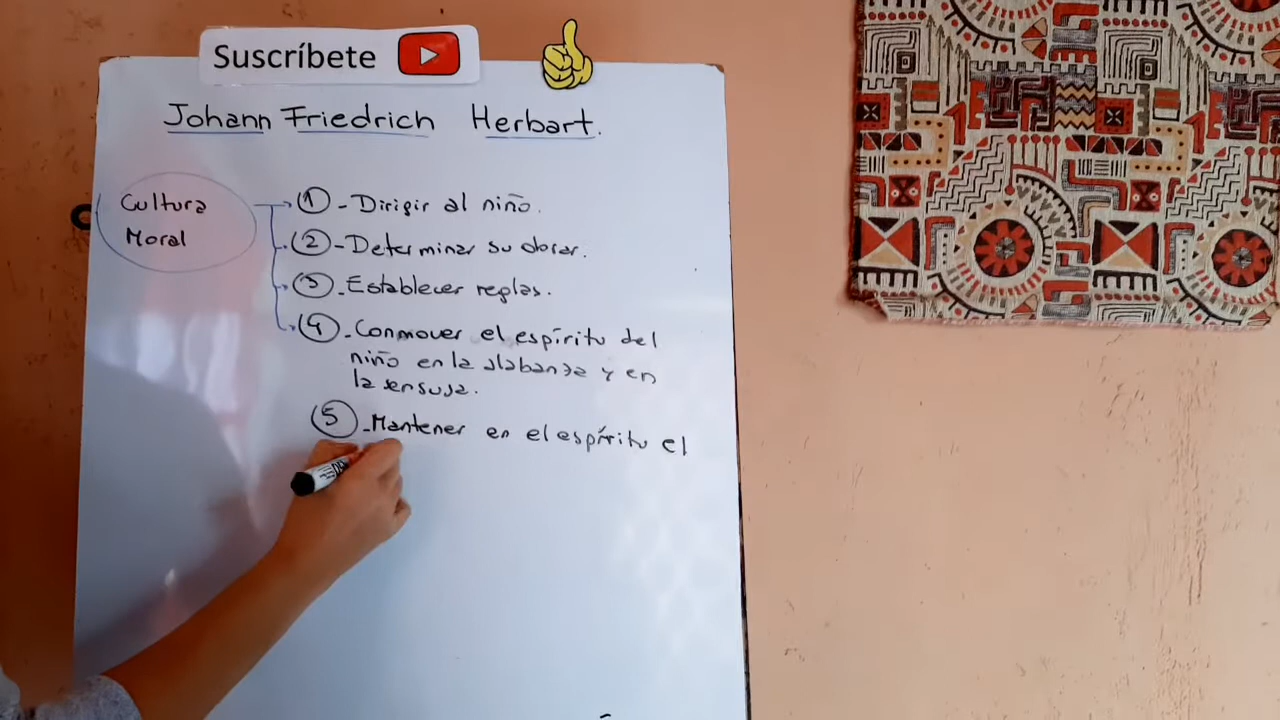 Suscríbete
Johann Friedrich Herbart.
Cultura
Moral
1 - Dirigir al niño.
2 - Determinar su obrar.
3 - Establecer reglas.
4 - Conmover el espíritu del
niño en la alabanza y en
la sensusa.
5 - Mantener en el espíritu el